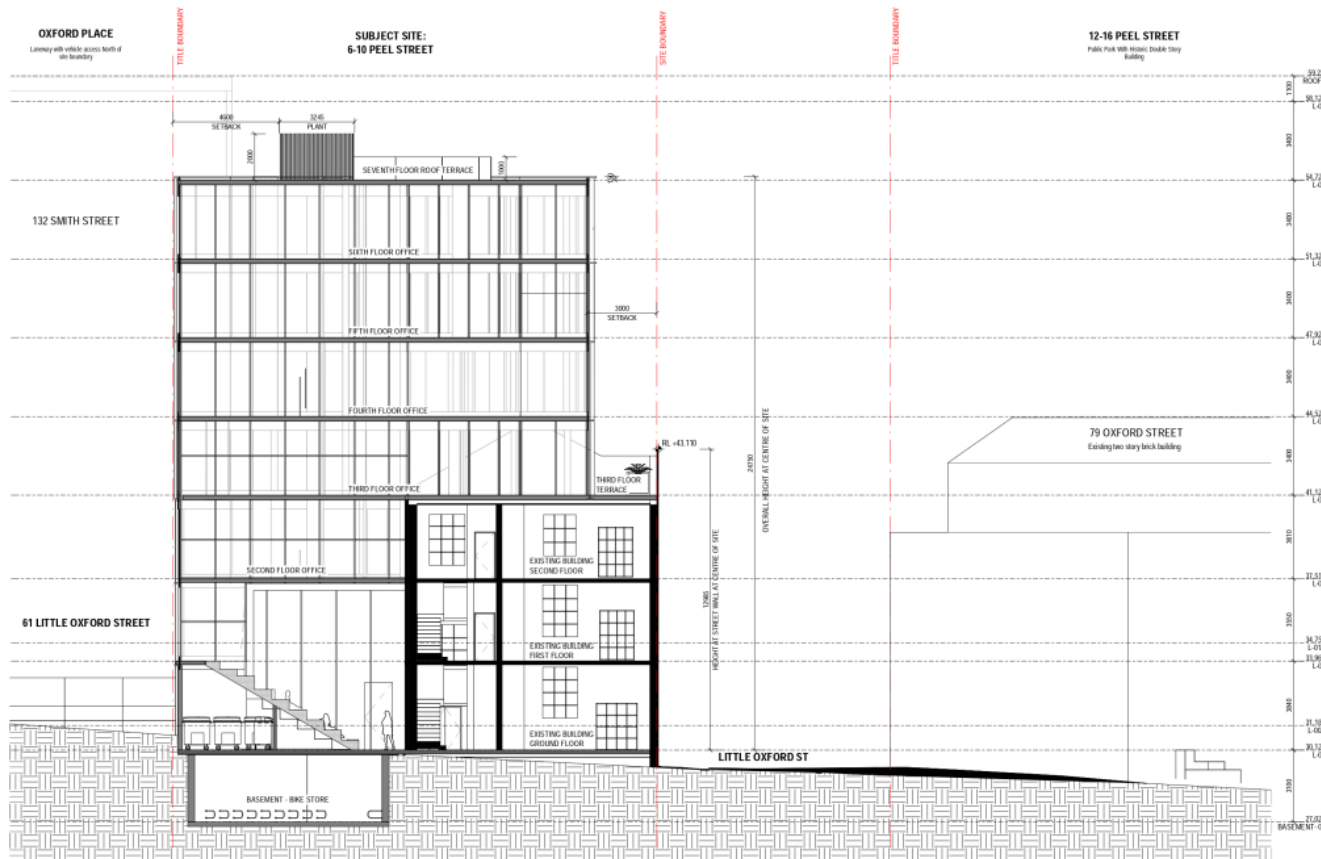 OXFORD PLACE
Laneway with vehicle access North of
site boundary
TITLE BOUNDARY
SUBJECT SITE:
6-10 PEEL STREET
SITE BOUNDARY
TITLE BOUNDARY
12-16 PEEL STREET
Public Park With Historic Double Story
Building
ROOF
1100
3400
4600
SETBACK
3245
PLANT
2000
SEVENTH FLOOR ROOF TERRACE
1000
132 SMITH STREET
3400
SIXTH FLOOR OFFICE
3400
3000
SETBACK
FIFTH FLOOR OFFICE
3400
FOURTH FLOOR OFFICE
RL +43.110
24750
OVERALL HEIGHT AT CENTRE OF SITE
79 OXFORD STREET
Existing two story brick building
3400
THIRD FLOOR OFFICE
THIRD FLOOR
TERRACE
EXISTING BUILDING
SECOND FLOOR
3810
SECOND FLOOR OFFICE
12985
HEIGHT AT STREET WALL AT CENTRE OF SITE
61 LITTLE OXFORD STREET
EXISTING BUILDING
FIRST FLOOR
3550
EXISTING BUILDING
GROUND FLOOR
3840
LITTLE OXFORD ST
BASEMENT - BIKE STORE
3100